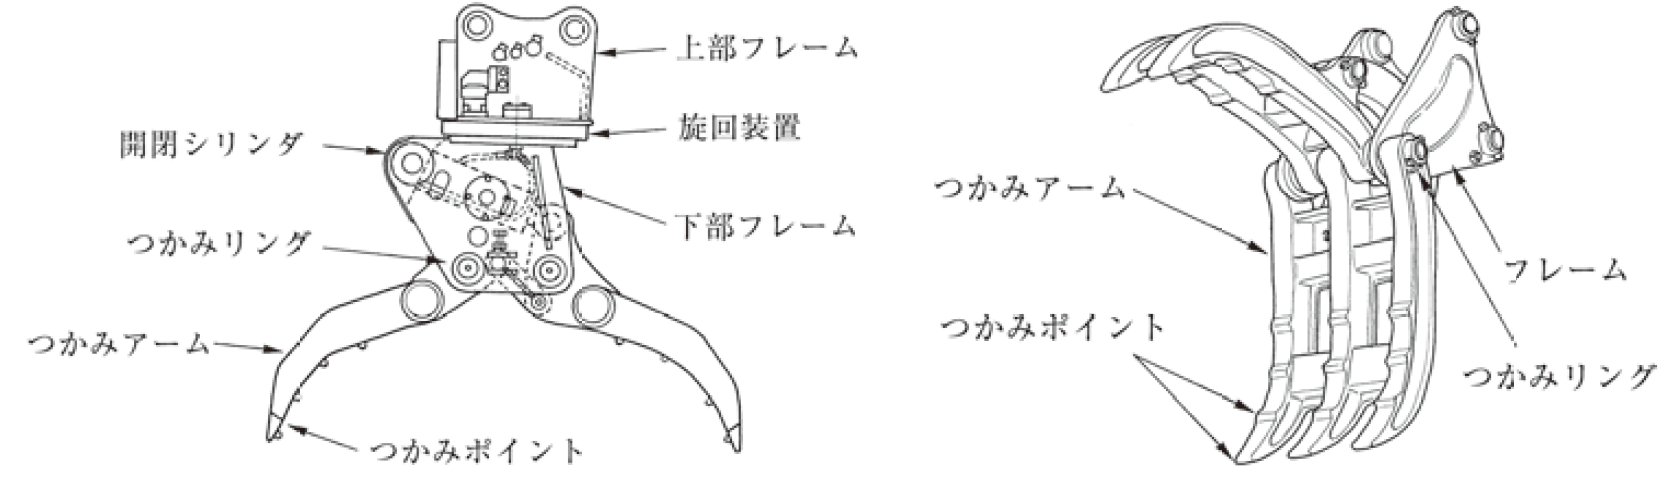 上部フレーム
旋回装置
開閉シリンダ
下部フレーム
つかみリング
つかみアーム
つかみポイント
つかみアーム
フレーム
つかみポイント
つかみリング